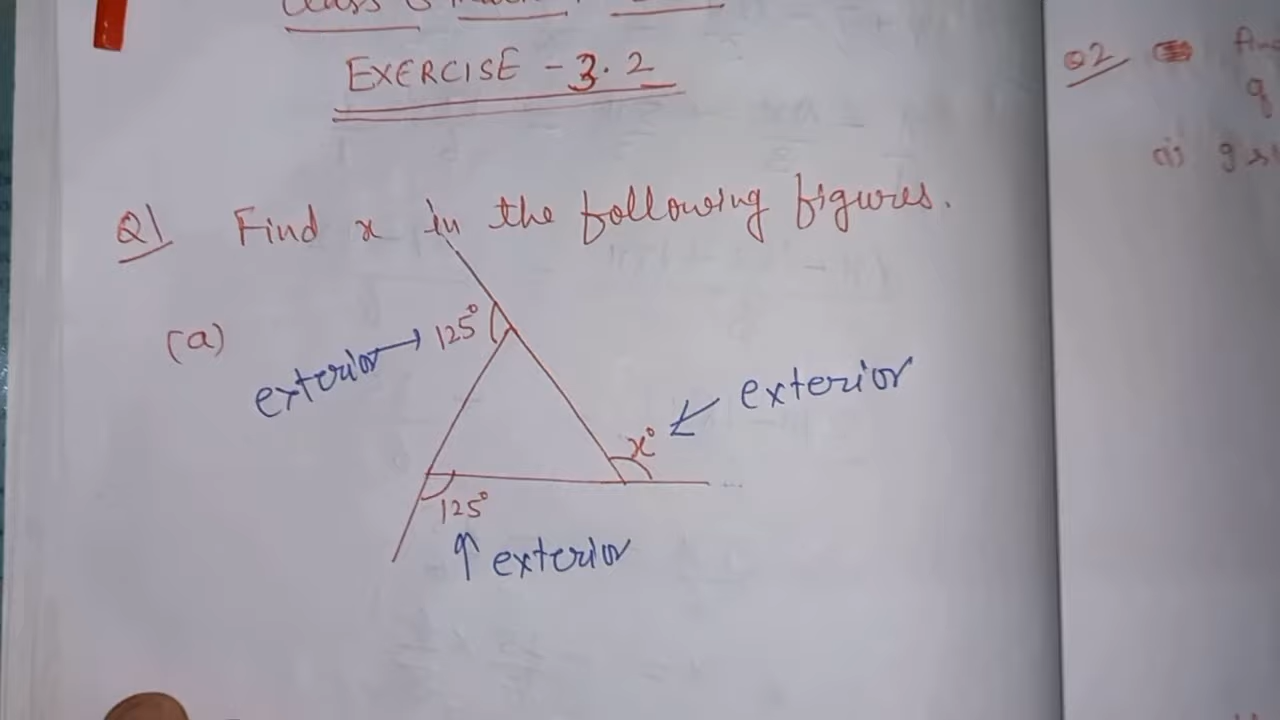 EXERCISE - 3.2
Q1 Find x in the following figures.
(a)
125°
exterior
x°
exterior
125°
exterior
Q2
(i)